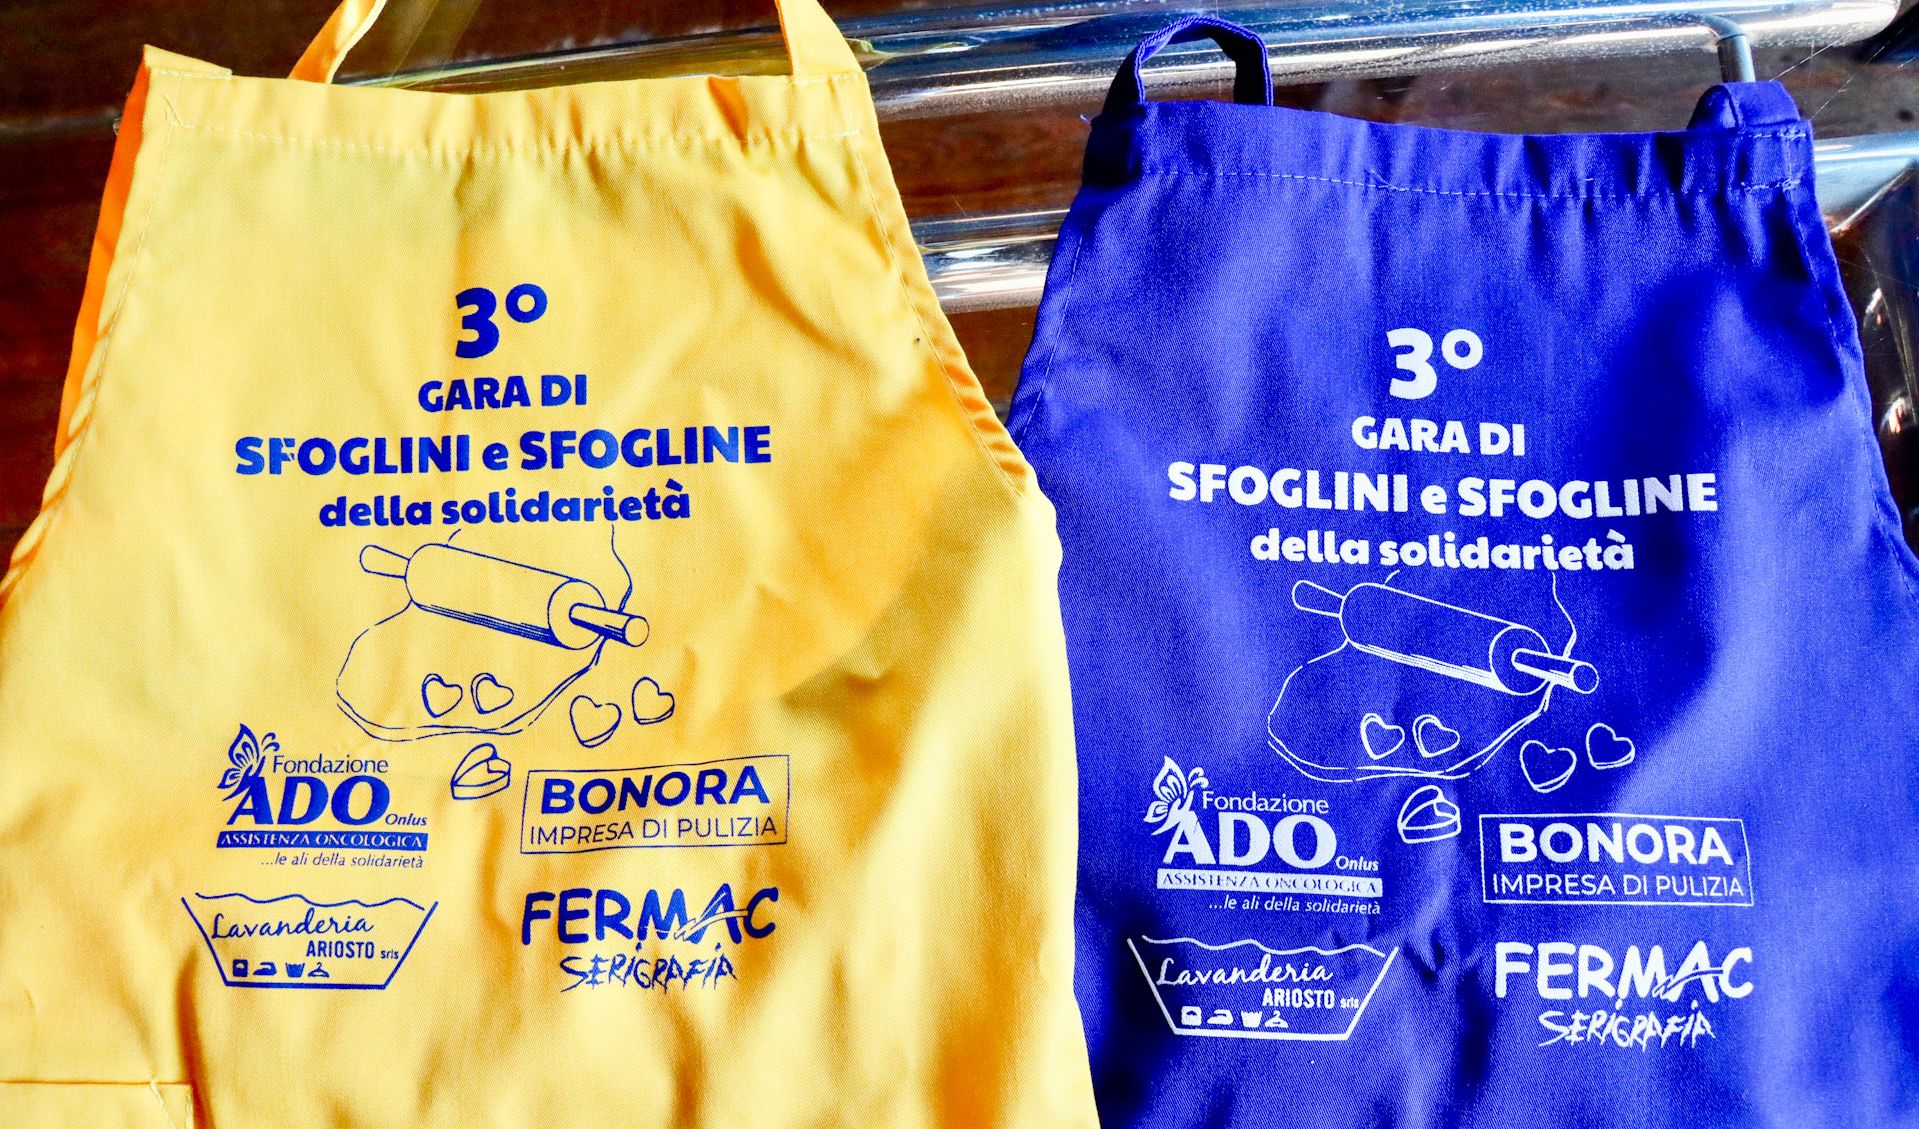 3°
GARA DI
SFOGLINI e SFOGLINE
della solidarietà
Fondazione
ADO Onlus
ASSISTENZA ONCOLOGICA
...le ali della solidarietà
BONORA
IMPRESA DI PULIZIA
Lavanderia
ARIOSTO srls
FERMAC
SERIGRAFIA
3°
GARA DI
SFOGLINI e SFOGLINE
della solidarietà
Fondazione
ADO Onlus
ASSISTENZA ONCOLOGICA
...le ali della solidarietà
BONORA
IMPRESA DI PULIZIA
Lavanderia
ARIOSTO srls
FERMAC
SERIGRAFIA